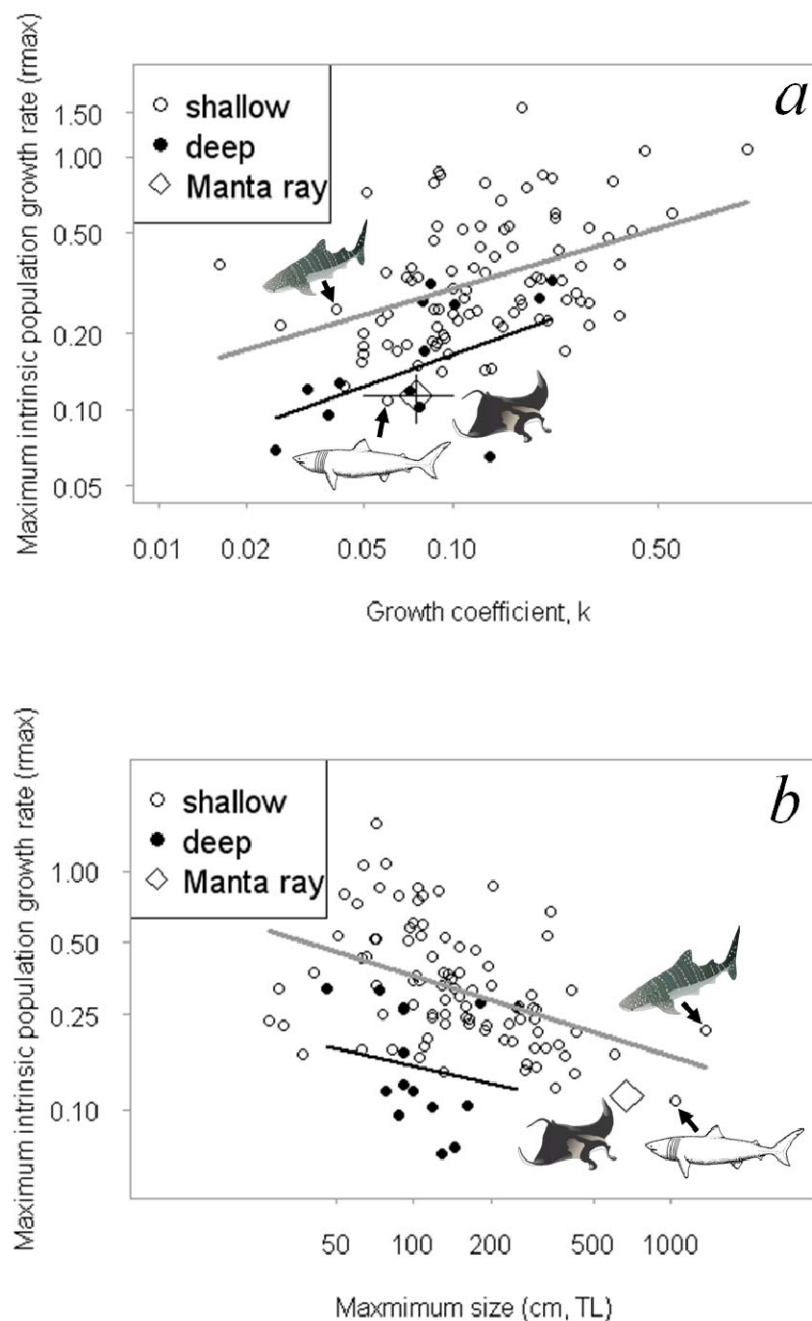 a
shallow
deep
Manta ray
Maximum intrinsic population growth rate (rmax)
1.50
1.00
0.50
0.20
0.10
0.05
0.01 0.02 0.05 0.10 0.50
Growth coefficient, k
b
shallow
deep
Manta ray
Maximum intrinsic population growth rate (rmax)
1.00
0.50
0.25
0.10
50 100 200 500 1000
Maxmimum size (cm, TL)